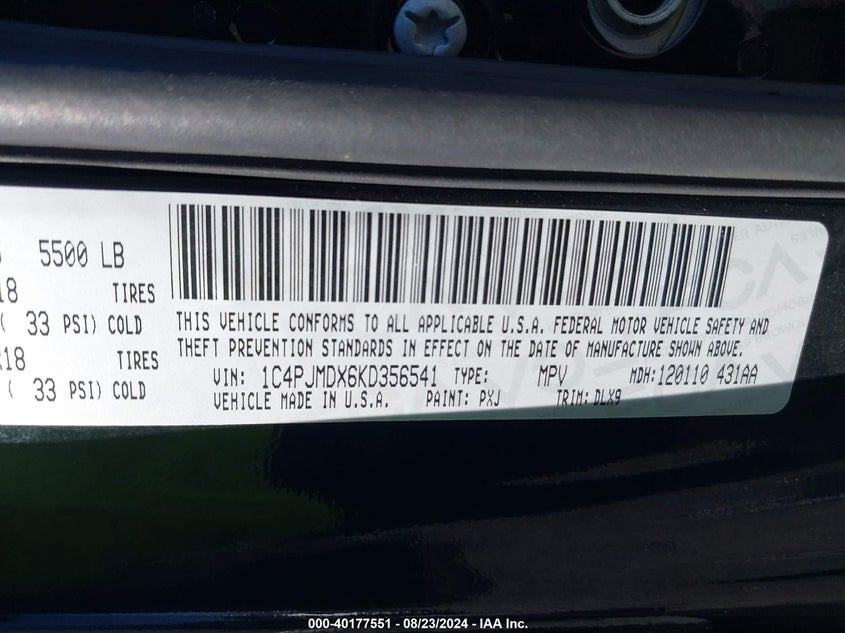 5500 LB
18 TIRES
( 33 PSI) COLD
R18 TIRES
( 33 PSI) COLD
THIS VEHICLE CONFORMS TO ALL APPLICABLE U.S.A. FEDERAL MOTOR VEHICLE SAFETY AND
THEFT PREVENTION STANDARDS IN EFFECT ON THE DATE OF MANUFACTURE SHOWN ABOVE.
VIN: 1C4PJMDX6KD356541 TYPE: MPV MDH: 120110 431AA
VEHICLE MADE IN U.S.A. PAINT: PXJ TRIM: DLX9
000-40177551 - 08/23/2024 - IAA Inc.